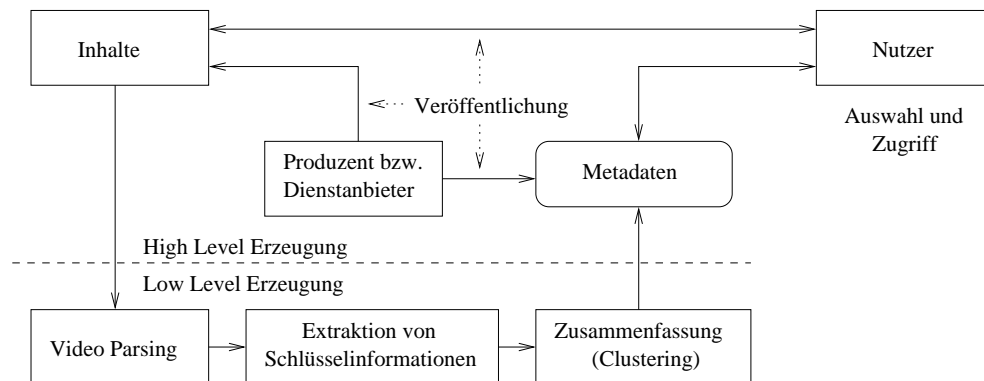 Inhalte
Nutzer
Veröffentlichung
Auswahl und
Zugriff
Produzent bzw.
Dienstanbieter
Metadaten
High Level Erzeugung
Low Level Erzeugung
Video Parsing
Extraktion von
Schlüsselinformationen
Zusammenfassung
(Clustering)